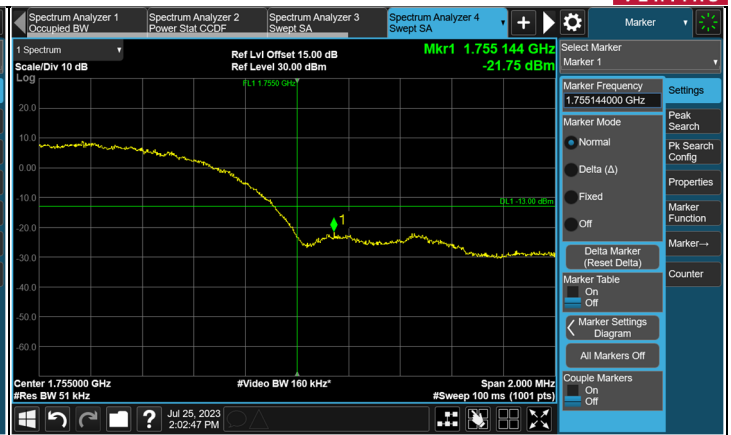 Spectrum Analyzer 1
Occupied BW
Spectrum Analyzer 2
Power Stat CCDF
Spectrum Analyzer 3
Swept SA
Spectrum Analyzer 4
Swept SA
Marker
1 Spectrum
Scale/Div 10 dB
Log
Ref Lvl Offset 15.00 dB
Ref Level 30.00 dBm
Mkr1 1.755 144 GHz
-21.75 dBm
FL1 1.7550 GHz
20.0
10.0
0.00
-10.0
-20.0
-30.0
-40.0
-50.0
-60.0
DL1 -13.00 dBm
1
Center 1.755000 GHz
#Res BW 51 kHz
#Video BW 160 kHz*
Span 2.000 MHz
#Sweep 100 ms (1001 pts)
Jul 25, 2023
2:02:47 PM
?
Select Marker
Marker 1
Marker Frequency
1.755144000 GHz
Marker Mode
Normal
Delta (Δ)
Fixed
Off
Delta Marker
(Reset Delta)
Marker Table
On
Off
Marker Settings
Diagram
All Markers Off
Couple Markers
On
Off
Settings
Peak
Search
Pk Search
Config
Properties
Marker
Function
Marker→
Counter